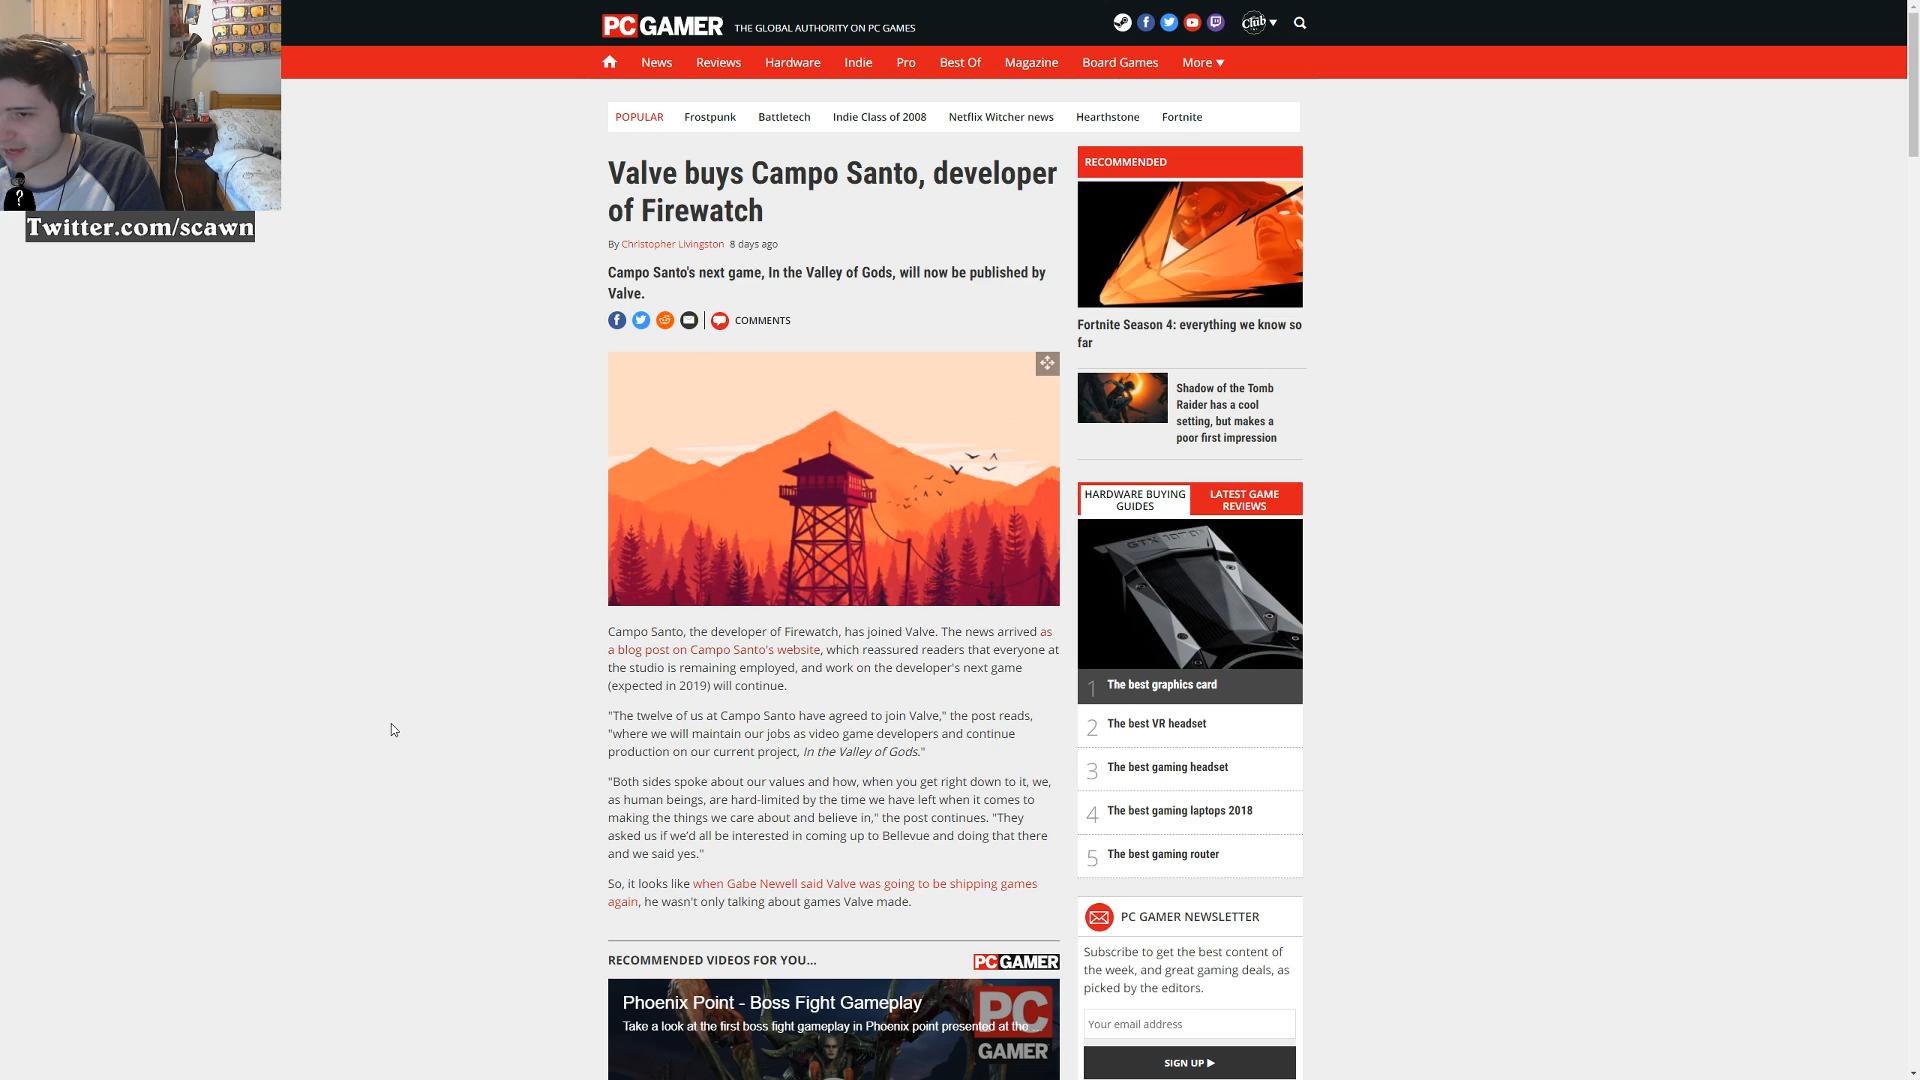 PC GAMER
THE GLOBAL AUTHORITY ON PC GAMES
Club
News
Reviews
Hardware
Indie
Pro
Best Of
Magazine
Board Games
More ▼
POPULAR
Frostpunk
Battletech
Indie Class of 2008
Netflix Witcher news
Hearthstone
Fortnite
?
Twitter.com/scawn
Valve buys Campo Santo, developer
of Firewatch
By Christopher Livingston 8 days ago
Campo Santo's next game, In the Valley of Gods, will now be published by
Valve.
COMMENTS
Campo Santo, the developer of Firewatch, has joined Valve. The news arrived as
a blog post on Campo Santo's website, which reassured readers that everyone at
the studio is remaining employed, and work on the developer's next game
(expected in 2019) will continue.
"The twelve of us at Campo Santo have agreed to join Valve," the post reads,
"where we will maintain our jobs as video game developers and continue
production on our current project, In the Valley of Gods."
"Both sides spoke about our values and how, when you get right down to it, we,
as human beings, are hard-limited by the time we have left when it comes to
making the things we care about and believe in," the post continues. "They
asked us if we'd all be interested in coming up to Bellevue and doing that there
and we said yes."
So, it looks like when Gabe Newell said Valve was going to be shipping games
again, he wasn't only talking about games Valve made.
RECOMMENDED VIDEOS FOR YOU...
PC GAMER
Phoenix Point - Boss Fight Gameplay
Take a look at the first boss fight gameplay in Phoenix point presented at the ...
PC
GAMER
RECOMMENDED
Fortnite Season 4: everything we know so
far
Shadow of the Tomb
Raider has a cool
setting, but makes a
poor first impression
HARDWARE BUYING
GUIDES
LATEST GAME
REVIEWS
1 The best graphics card
2 The best VR headset
3 The best gaming headset
4 The best gaming laptops 2018
5 The best gaming router
PC GAMER NEWSLETTER
Subscribe to get the best content of
the week, and great gaming deals, as
picked by the editors.
Your email address
SIGN UP ▶